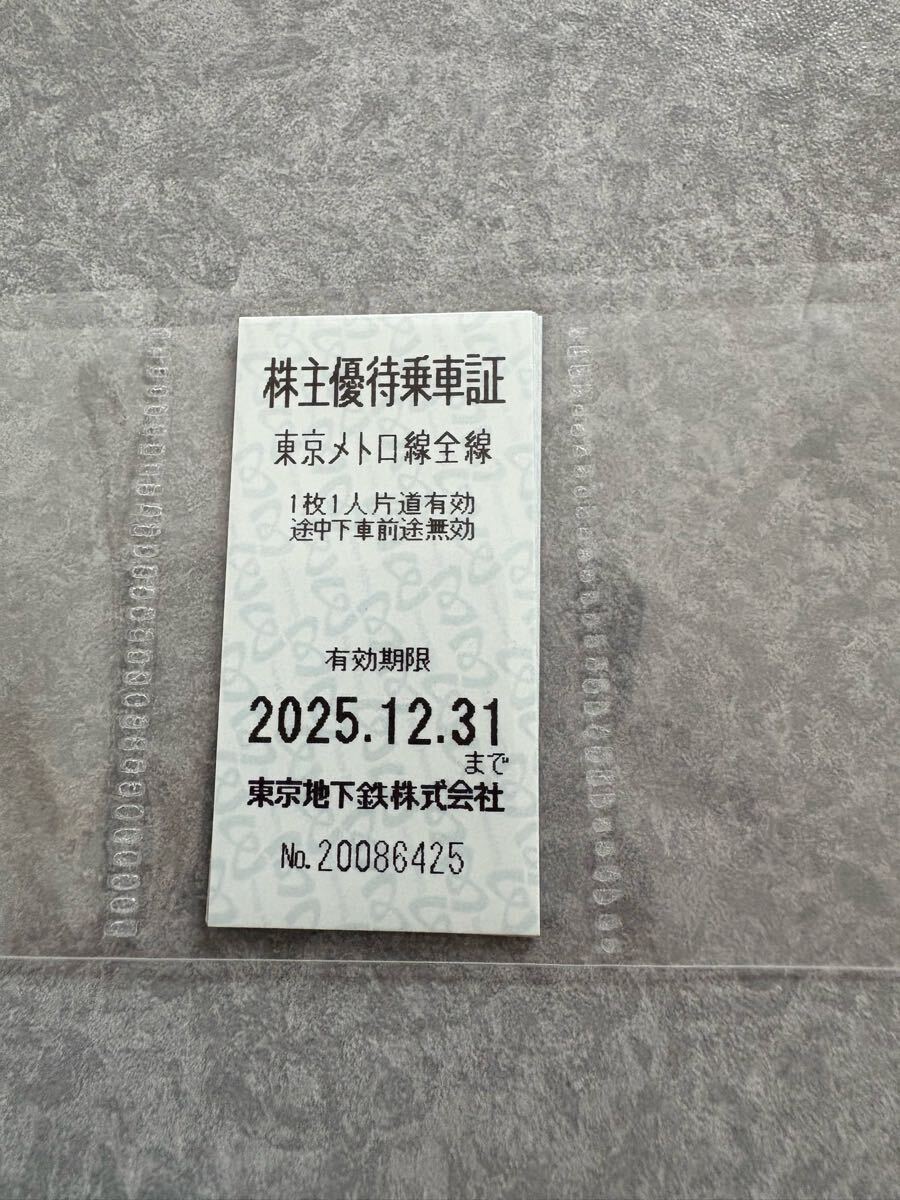 株主優待乗車証
東京メトロ線全線
1枚1人片道有効
途中下車前途無効
有効期限
2025.12.31
まで
東京地下鉄株式会社
No.20086425